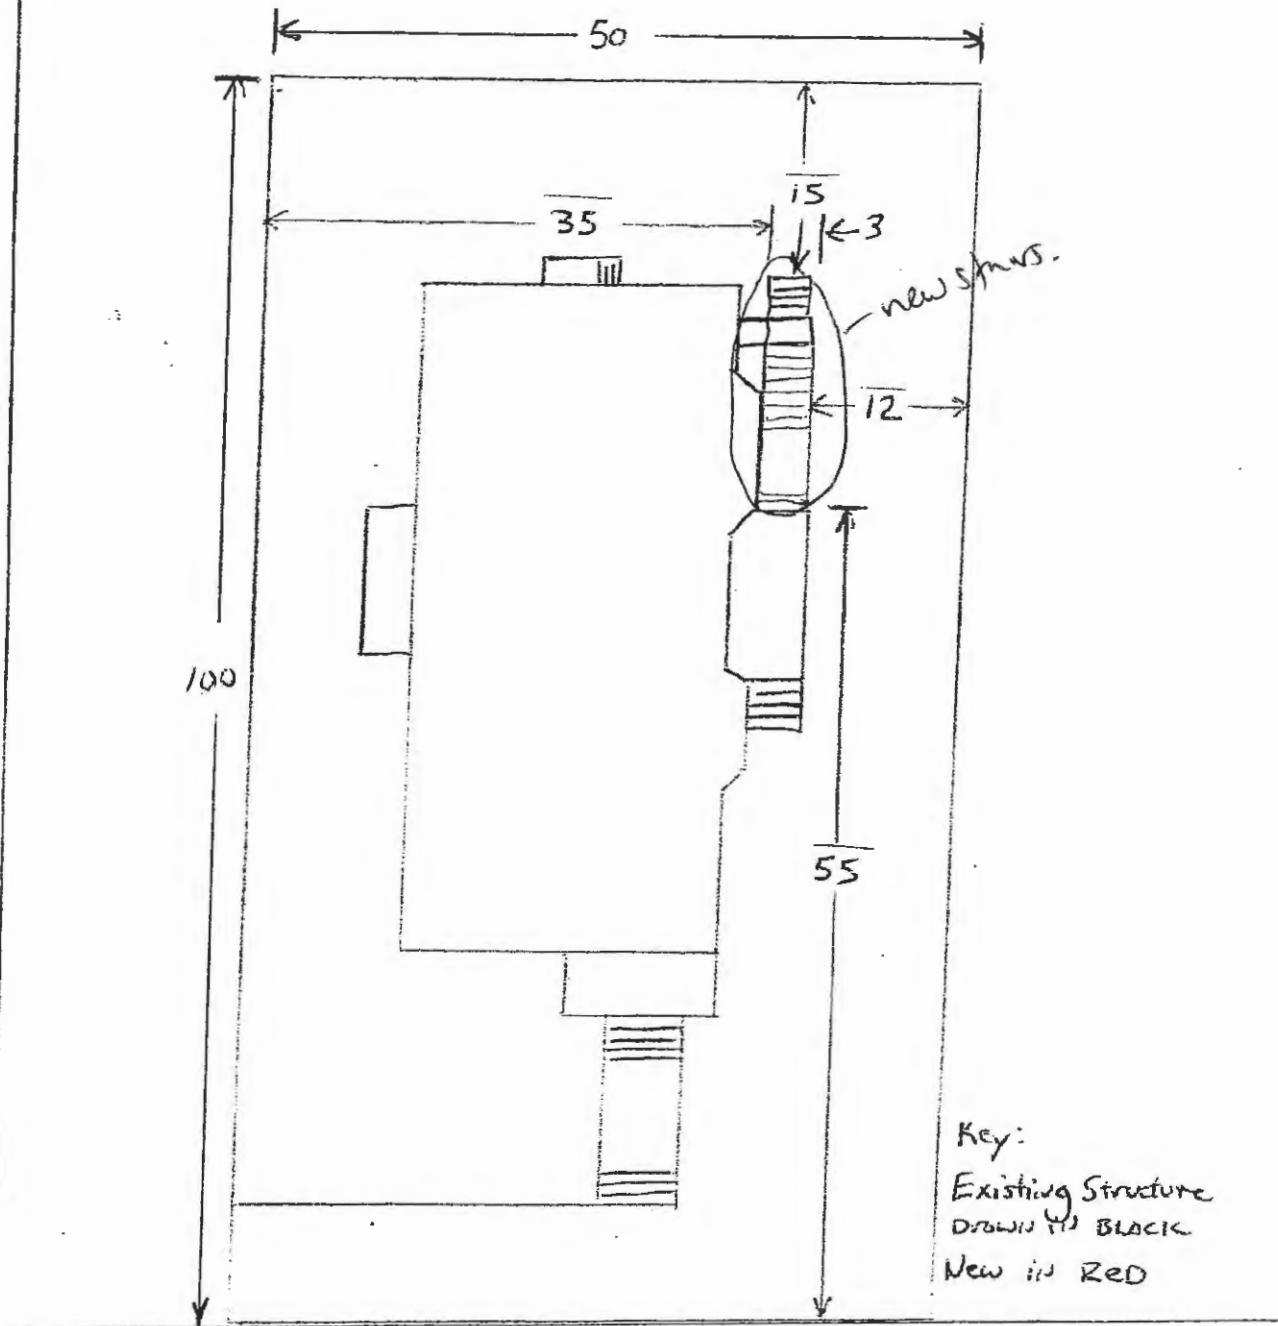 50
15
35
3
new stairs.
12
100
55
Key:
Existing Structure
Drawn in BLACK
New in RED